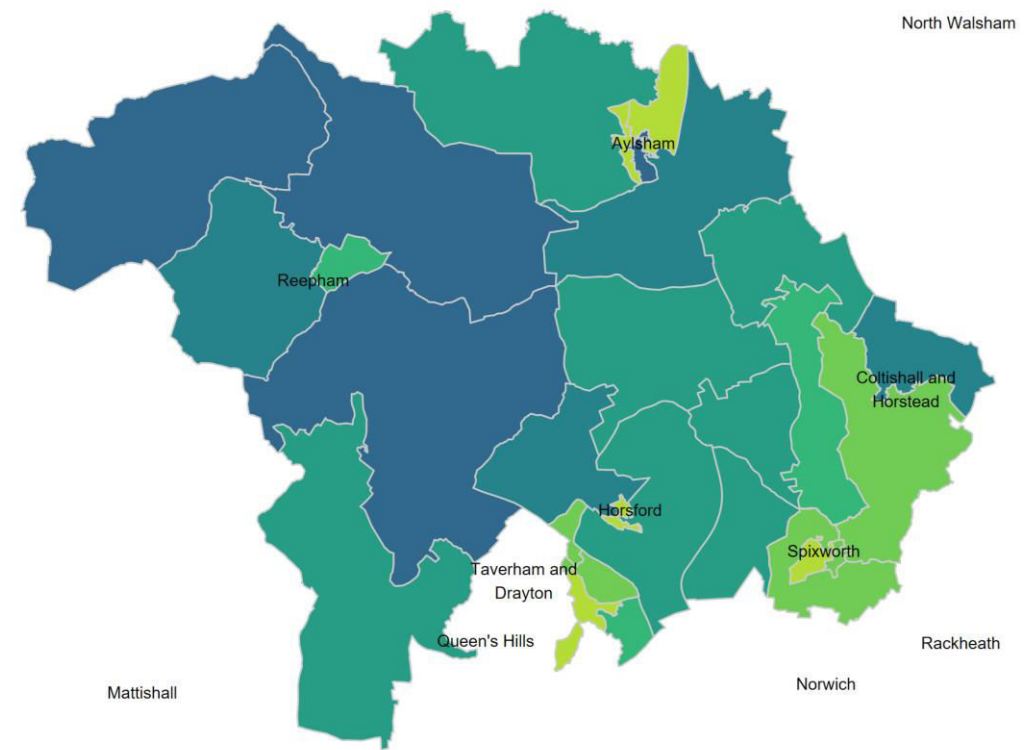 North Walsham
Aylsham
Reepham
Coltishall and
Horstead
Horsford
Spixworth
Taverham and
Drayton
Queen's Hills
Rackheath
Norwich
Mattishall